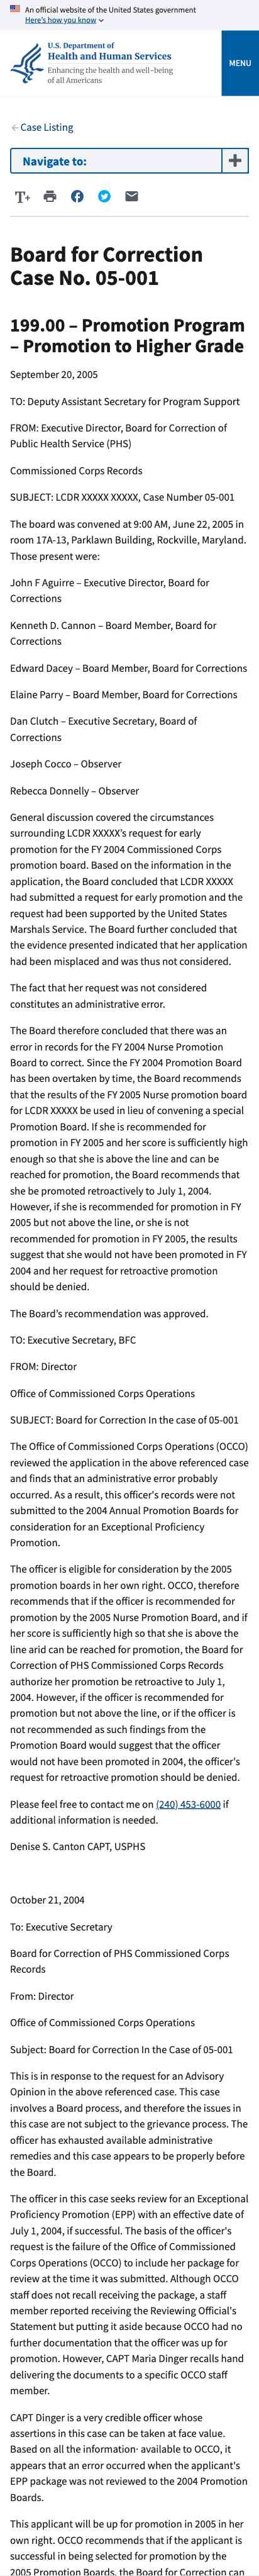 An official website of the United States government
Here's how you know
U.S. Department of
Health and Human Services
Enhancing the health and well-being
of all Americans
MENU
Case Listing
Navigate to:
T+
Board for Correction
Case No. 05-001
199.00 – Promotion Program
– Promotion to Higher Grade
September 20, 2005
TO: Deputy Assistant Secretary for Program Support
FROM: Executive Director, Board for Correction of
Public Health Service (PHS)
Commissioned Corps Records
SUBJECT: LCDR XXXXX XXXXX, Case Number 05-001
The board was convened at 9:00 AM, June 22, 2005 in
room 17A-13, Parklawn Building, Rockville, Maryland.
Those present were:
John F Aguirre – Executive Director, Board for
Corrections
Kenneth D. Cannon – Board Member, Board for
Corrections
Edward Dacey – Board Member, Board for Corrections
Elaine Parry – Board Member, Board for Corrections
Dan Clutch – Executive Secretary, Board of
Corrections
Joseph Cocco – Observer
Rebecca Donnelly – Observer
General discussion covered the circumstances
surrounding LCDR XXXXX's request for early
promotion for the FY 2004 Commissioned Corps
promotion board. Based on the information in the
application, the Board concluded that LCDR XXXXX
had submitted a request for early promotion and the
request had been supported by the United States
Marshals Service. The Board further concluded that
the evidence presented indicated that her application
had been misplaced and was thus not considered.
The fact that her request was not considered
constitutes an administrative error.
The Board therefore concluded that there was an
error in records for the FY 2004 Nurse Promotion
Board to correct. Since the FY 2004 Promotion Board
has been overtaken by time, the Board recommends
that the results of the FY 2005 Nurse promotion board
for LCDR XXXXX be used in lieu of convening a special
Promotion Board. If she is recommended for
promotion in FY 2005 and her score is sufficiently high
enough so that she is above the line and can be
reached for promotion, the Board recommends that
she be promoted retroactively to July 1, 2004.
However, if she is recommended for promotion in FY
2005 but not above the line, or she is not
recommended for promotion in FY 2005, the results
suggest that she would not have been promoted in FY
2004 and her request for retroactive promotion
should be denied.
The Board's recommendation was approved.
TO: Executive Secretary, BFC
FROM: Director
Office of Commissioned Corps Operations
SUBJECT: Board for Correction In the case of 05-001
The Office of Commissioned Corps Operations (OCCO)
reviewed the application in the above referenced case
and finds that an administrative error probably
occurred. As a result, this officer's records were not
submitted to the 2004 Annual Promotion Boards for
consideration for an Exceptional Proficiency
Promotion.
The officer is eligible for consideration by the 2005
promotion boards in her own right. OCCO, therefore
recommends that if the officer is recommended for
promotion by the 2005 Nurse Promotion Board, and if
her score is sufficiently high so that she is above the
line arid can be reached for promotion, the Board for
Correction of PHS Commissioned Corps Records
authorize her promotion be retroactive to July 1,
2004. However, if the officer is recommended for
promotion but not above the line, or if the officer is
not recommended as such findings from the
Promotion Board would suggest that the officer
would not have been promoted in 2004, the officer's
request for retroactive promotion should be denied.
Please feel free to contact me on (240) 453-6000 if
additional information is needed.
Denise S. Canton CAPT, USPHS
October 21, 2004
To: Executive Secretary
Board for Correction of PHS Commissioned Corps
Records
From: Director
Office of Commissioned Corps Operations
Subject: Board for Correction In the Case of 05-001
This is in response to the request for an Advisory
Opinion in the above referenced case. This case
involves a Board process, and therefore the issues in
this case are not subject to the grievance process. The
officer has exhausted available administrative
remedies and this case appears to be properly before
the Board.
The officer in this case seeks review for an Exceptional
Proficiency Promotion (EPP) with an effective date of
July 1, 2004, if successful. The basis of the officer's
request is the failure of the Office of Commissioned
Corps Operations (OCCO) to include her package for
review at the time it was submitted. Although OCCO
staff does not recall receiving the package, a staff
member reported receiving the Reviewing Official's
Statement but putting it aside because OCCO had no
further documentation that the officer was up for
promotion. However, CAPT Maria Dinger recalls hand
delivering the documents to a specific OCCO staff
member.
CAPT Dinger is a very credible officer whose
assertions in this case can be taken at face value.
Based on all the information· available to OCCO, it
appears that an error occurred when the applicant's
EPP package was not reviewed to the 2004 Promotion
Boards.
This applicant will be up for promotion in 2005 in her
own right. OCCO recommends that if the applicant is
successful in being selected for promotion by the
2005 Promotion Boards, the Board for Correction can